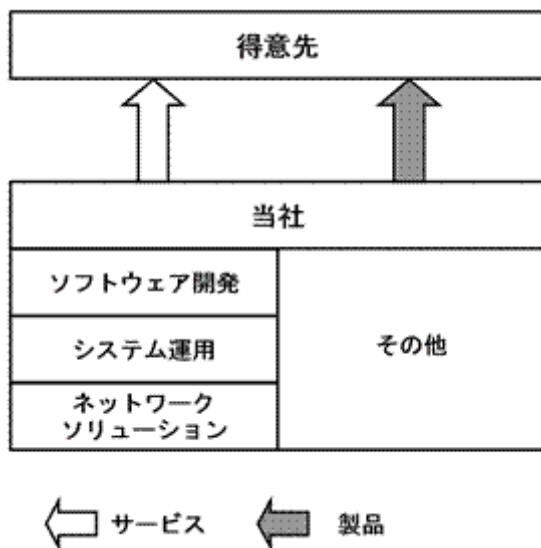 得意先
当社
ソフトウェア開発
システム運用
ネットワーク
ソリューション
その他
サービス
製品